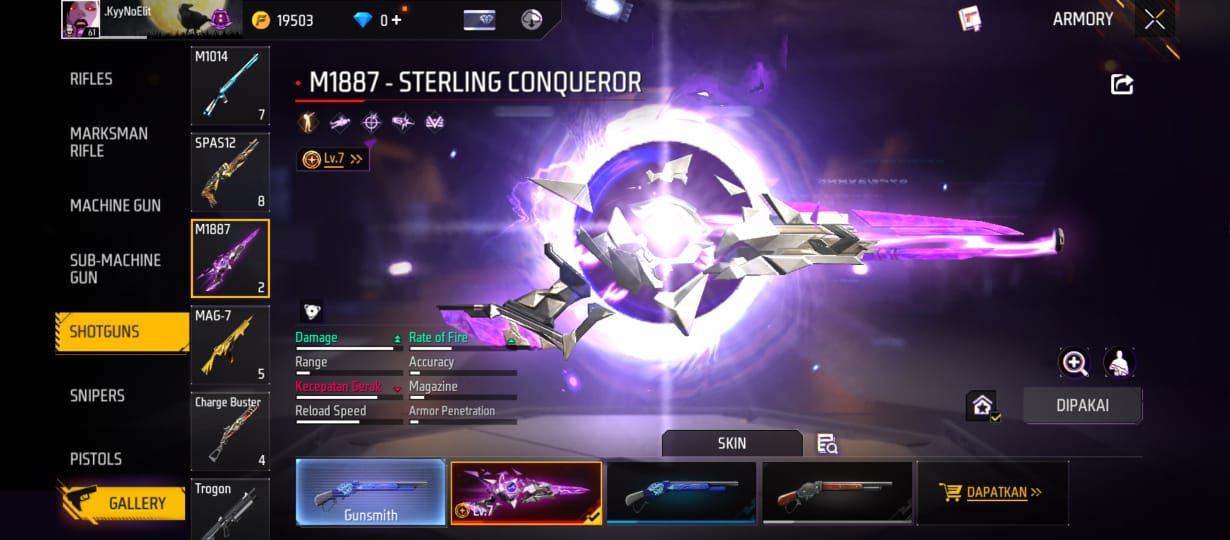 .KyyNoElit
61
19503
0 +
ARMORY
RIFLES
MARKSMAN
RIFLE
MACHINE GUN
SUB-MACHINE
GUN
SHOTGUNS
SNIPERS
PISTOLS
GALLERY
M1014
7
SPAS12
8
M1887
2
MAG-7
5
Charge Buster
4
Trogon
M1887 - STERLING CONQUEROR
Lv.7 >>
Damage
Rate of Fire
Range
Accuracy
Kecepatan Gerak
Magazine
Reload Speed
Armor Penetration
DIPAKAI
SKIN
Gunsmith
Lv.7
DAPATKAN >>